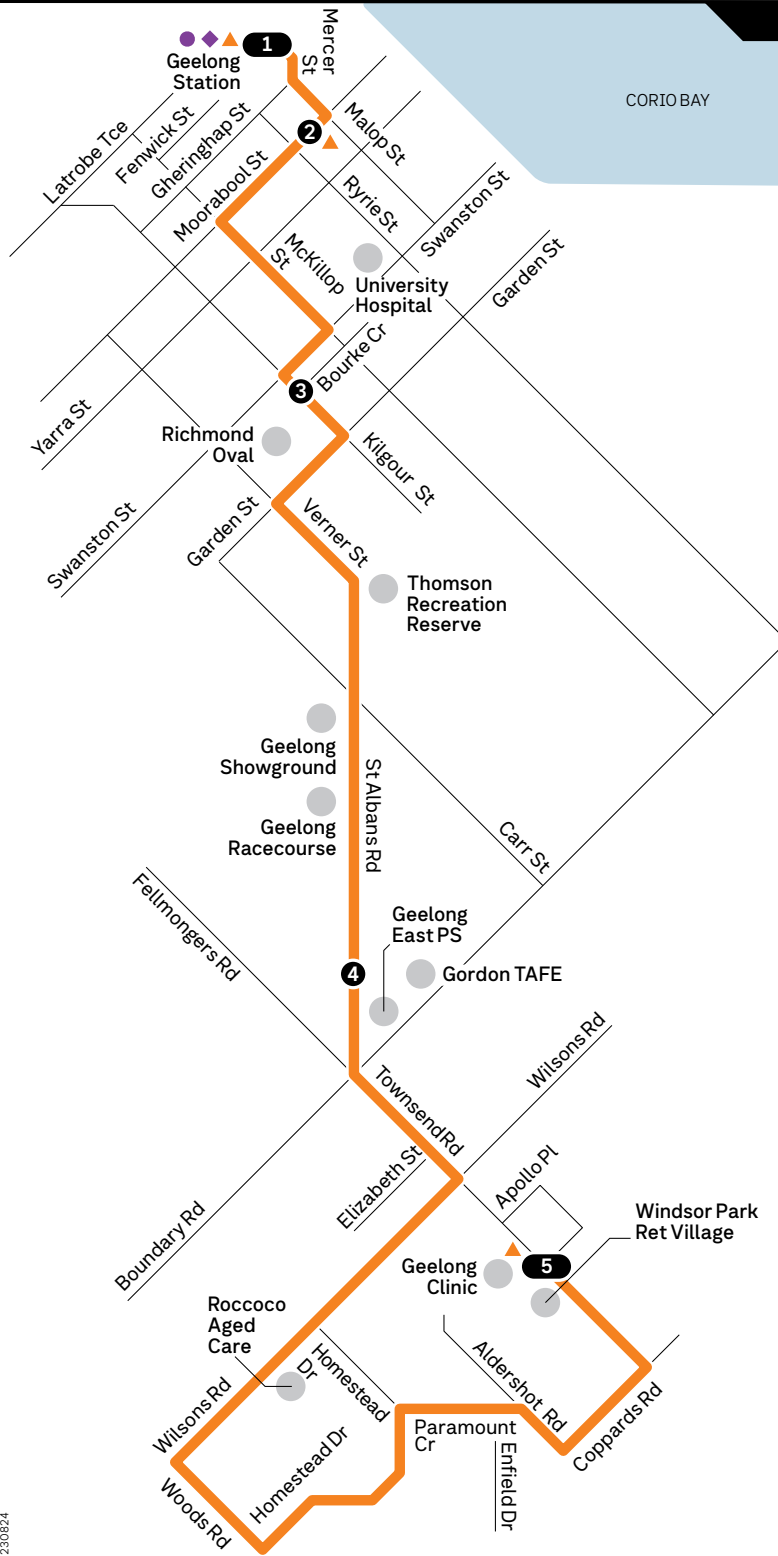 Mercer
St
1
Geelong
Station
CORIO BAY
2
Malop St
Latrobe Tce
Fenwick St
Gheringhap St
Moorabool St
Ryrie St
Swanston St
McKillop
St
University
Hospital
Garden St
Bourke Cr
3
Yarra St
Richmond
Oval
Kilgour St
Swanston St
Garden St
Verner St
Thomson
Recreation
Reserve
Geelong
Showground
St Albans Rd
Geelong
Racecourse
Carr St
Fellmongers Rd
Geelong
East PS
4
Gordon TAFE
Wilsons Rd
Townsend Rd
Elizabeth St
Apollo Pl
Boundary Rd
Windsor Park
Ret Village
Geelong
Clinic
5
Roccoco
Aged
Care
Homestead
Dr
Aldershot Rd
Wilsons Rd
Paramount
Cr
Coppards Rd
Homestead Dr
Enfield Dr
Woods Rd
230824